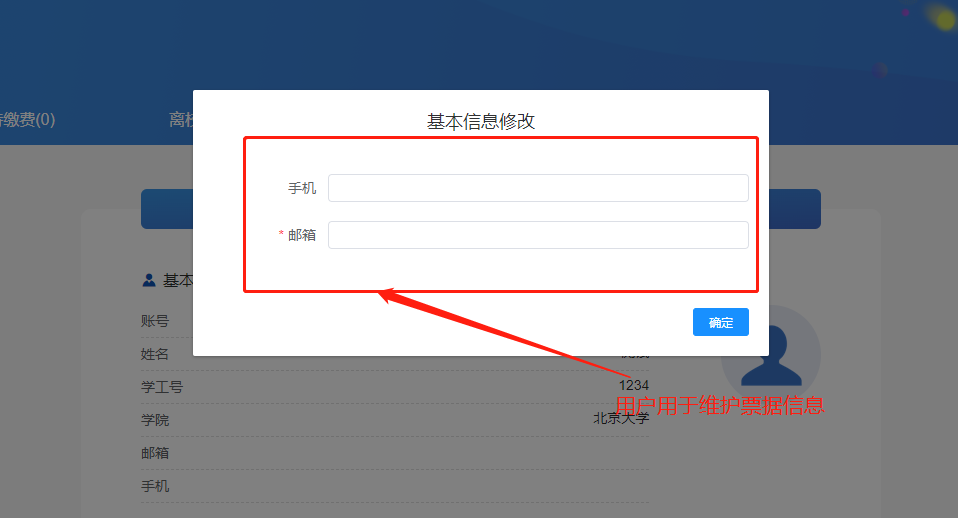 待缴费(0)
离校
基本信息修改
手机
* 邮箱
确定
基本
账号
姓名
学工号 1234
用户用于维护票据信息
学院 北京大学
邮箱
手机